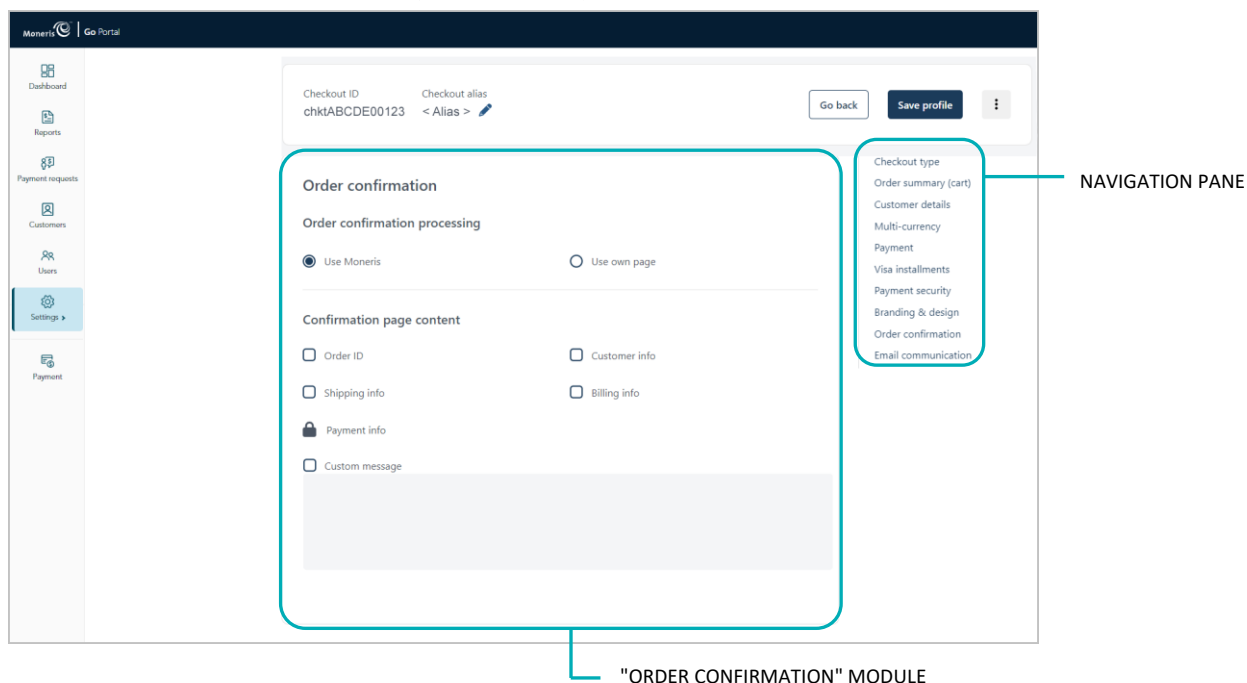 Moneris Go Portal
Dashboard
Reports
Payment requests
Customers
Users
Settings
Payment
Checkout ID Checkout alias
chktABCDE00123 < Alias >
Go back Save profile
Order confirmation
Order confirmation processing
Use Moneris Use own page
Confirmation page content
Order ID Customer info
Shipping info Billing info
Payment info
Custom message
Checkout type
Order summary (cart)
Customer details
Multi-currency
Payment
Visa installments
Payment security
Branding & design
Order confirmation
Email communication
NAVIGATION PANE
"ORDER CONFIRMATION" MODULE